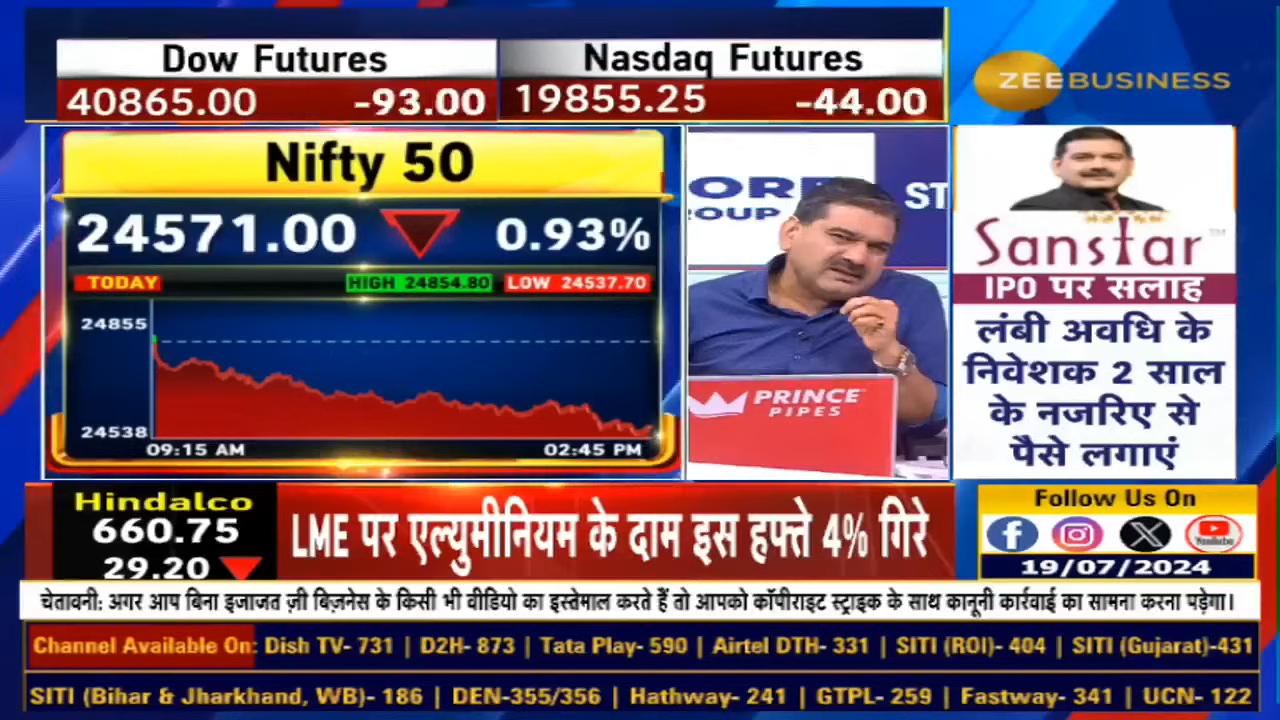 Dow Futures
40865.00 -93.00
Nasdaq Futures
19855.25 -44.00
ZEEBUSINESS
Nifty 50
24571.00 0.93%
TODAY HIGH 24854.80 LOW 24537.70
24855
24538
09:15 AM 02:45 PM
ORE
ROUP
ST
PRINCE
PIPES
Sanstar™
IPO पर सलाह
लंबी अवधि के
निवेशक 2 साल
के नजरिए से
पैसे लगाएं
Hindalco
660.75
29.20
LME पर एल्युमीनियम के दाम इस हफ्ते 4% गिरे
Follow Us On
YouTube
19/07/2024
चेतावनी: अगर आप बिना इजाजत ज़ी बिज़नेस के किसी भी वीडियो का इस्तेमाल करते हैं तो आपको कॉपीराइट स्ट्राइक के साथ कानूनी कार्रवाई का सामना करना पड़ेगा।
Channel Available On: Dish TV- 731 | D2H- 873 | Tata Play- 590 | Airtel DTH- 331 | SITI (ROI)- 404 | SITI (Gujarat)-431
SITI (Bihar & Jharkhand, WB)- 186 | DEN-355/356 | Hathway- 241 | GTPL- 259 | Fastway- 341 | UCN- 122